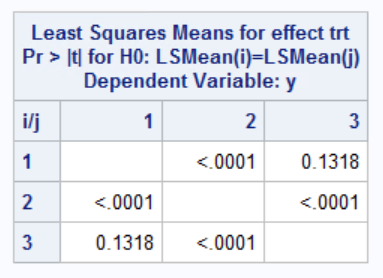 Least Squares Means for effect trt
Pr > |t| for H0: LSMean(i)=LSMean(j)
Dependent Variable: y
i/j 1 2 3
1 <.0001 0.1318
2 <.0001 <.0001
3 0.1318 <.0001